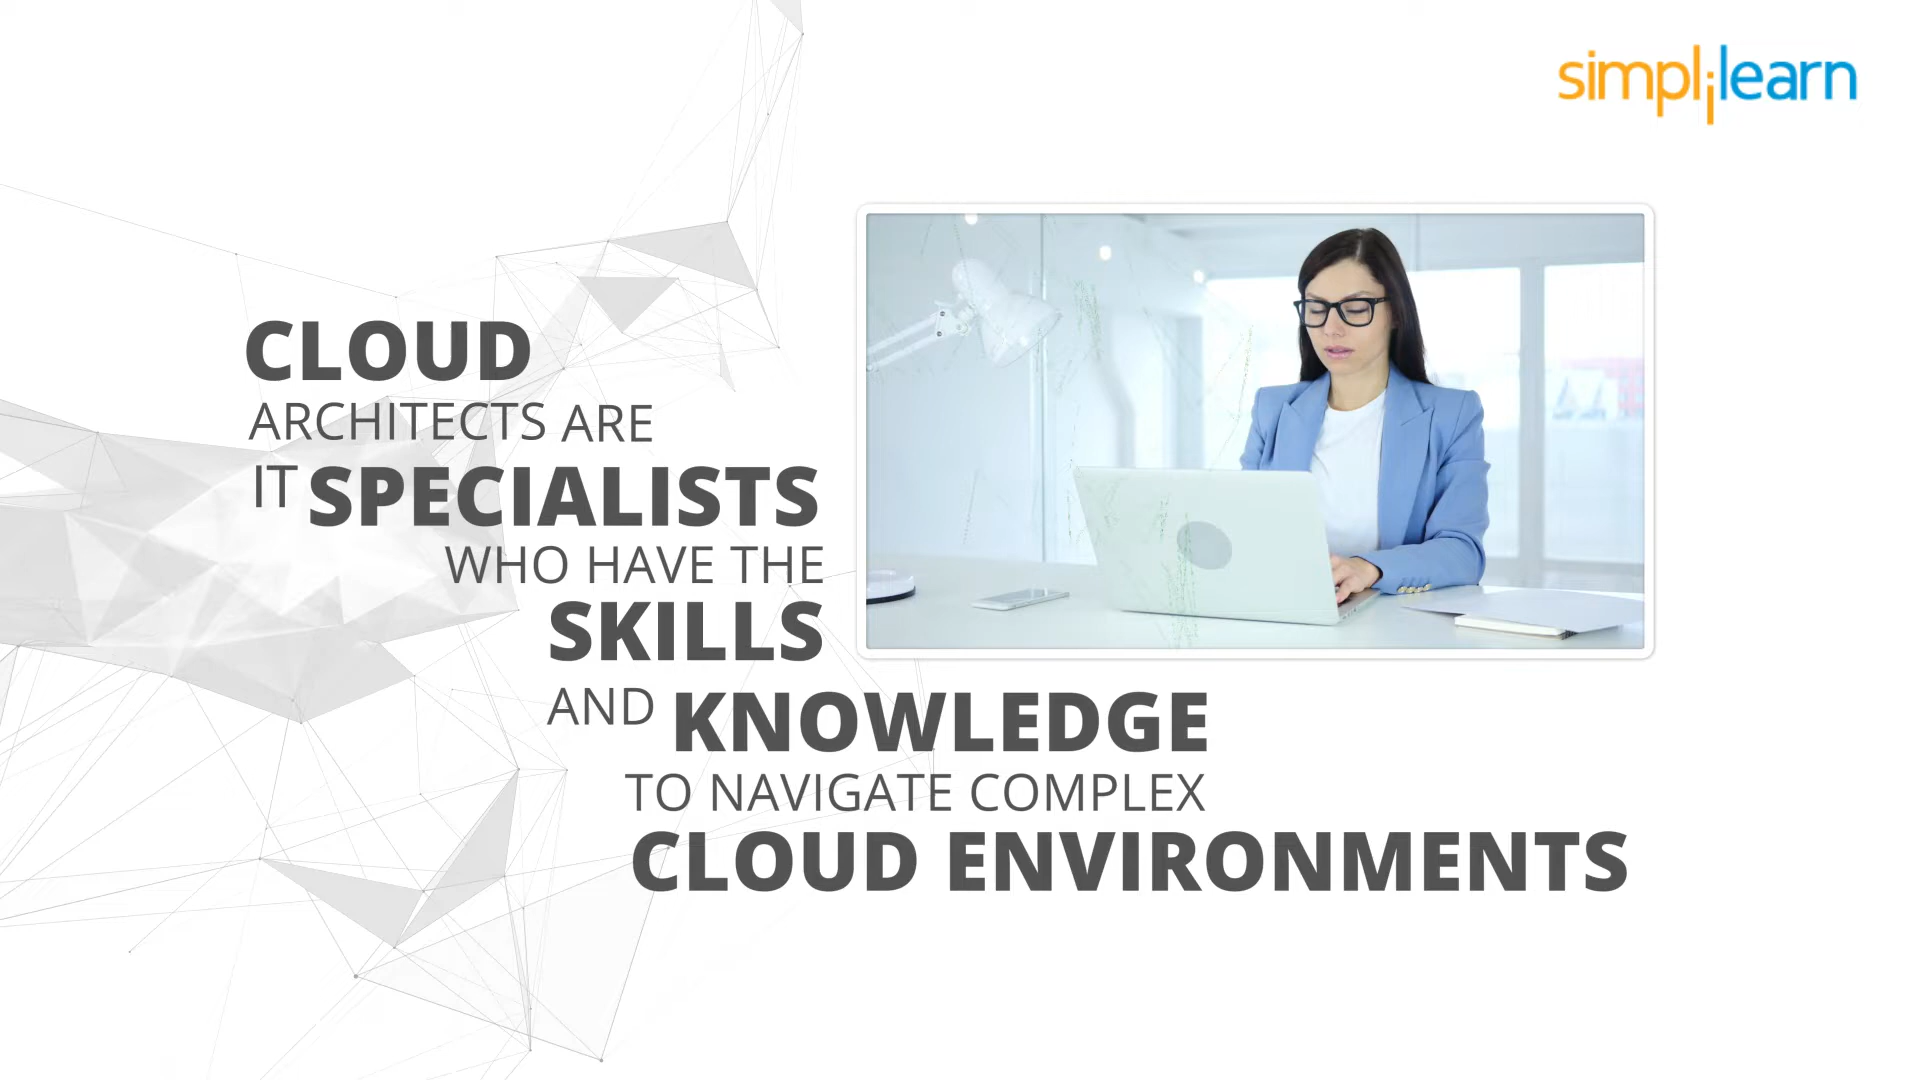 simplilearn
CLOUD
ARCHITECTS ARE
IT SPECIALISTS
WHO HAVE THE
SKILLS
AND KNOWLEDGE
TO NAVIGATE COMPLEX
CLOUD ENVIRONMENTS